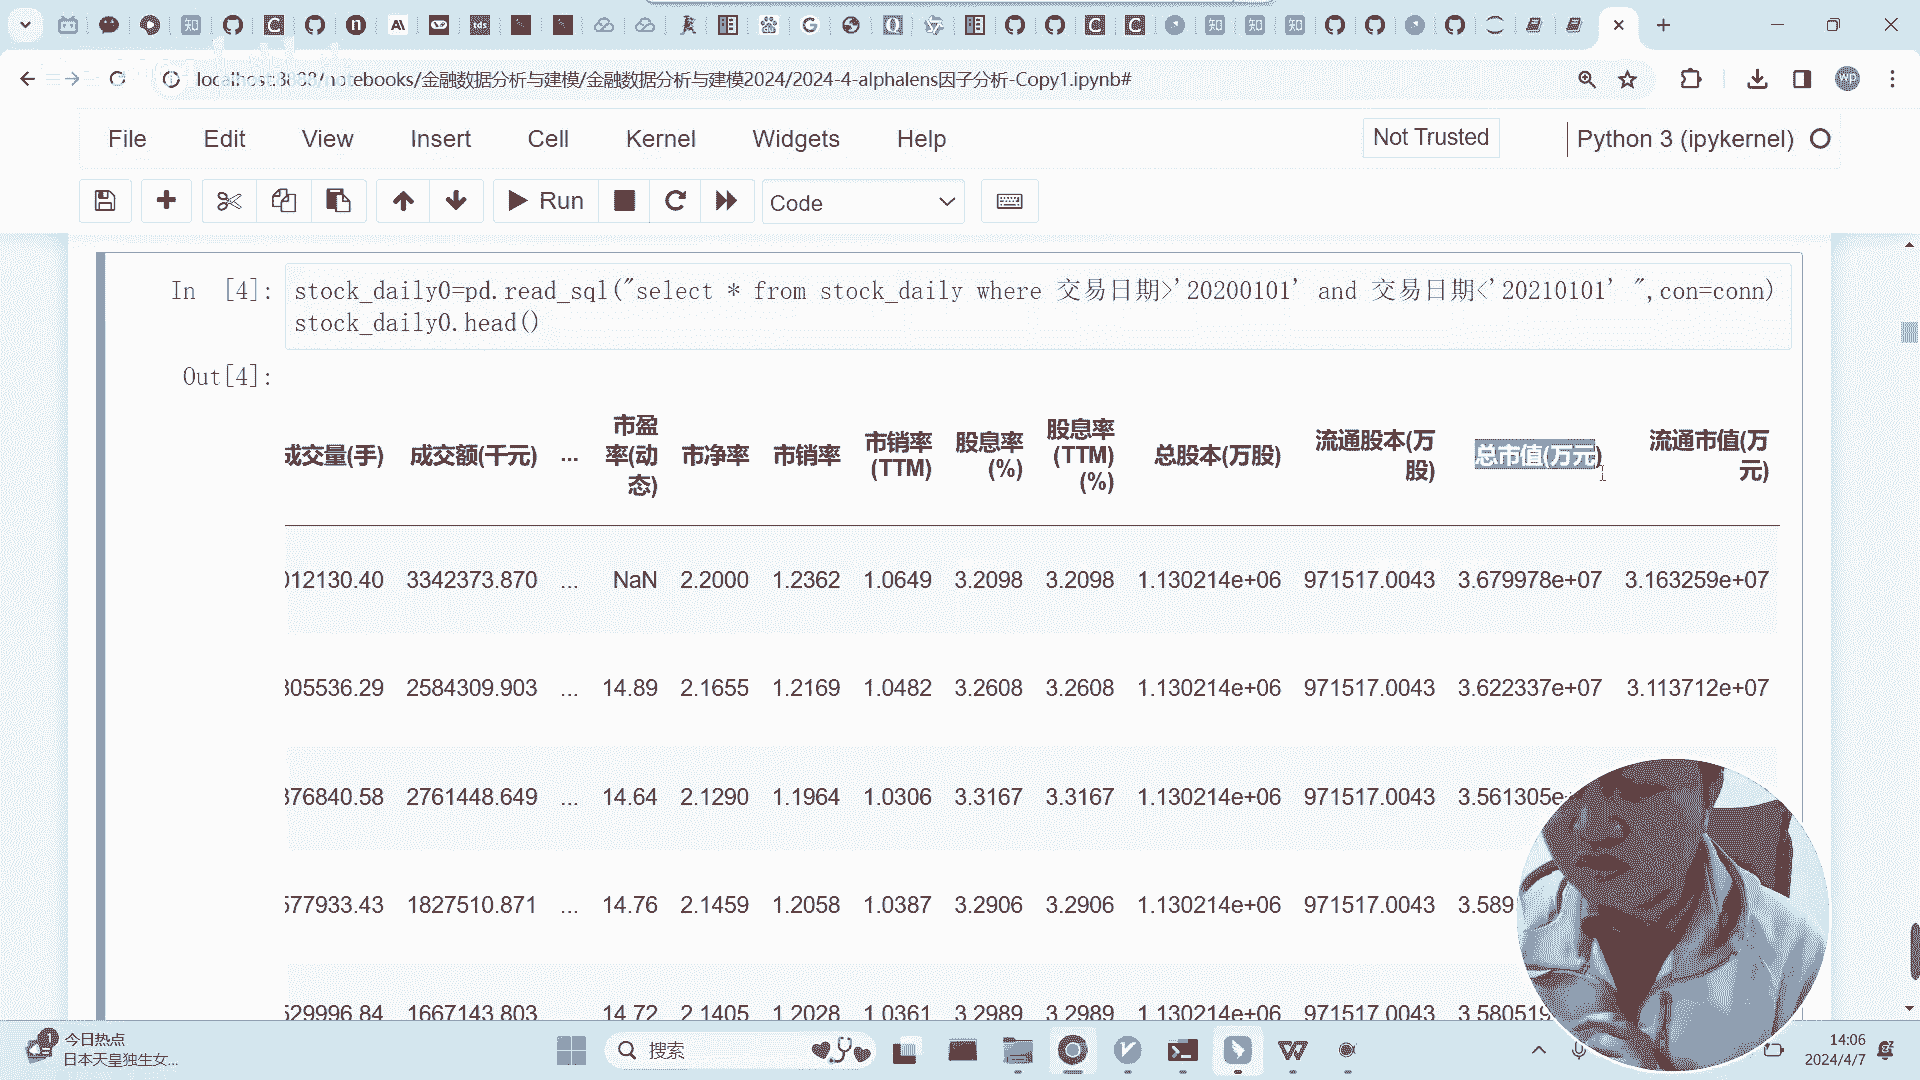 localhost:8888/notebooks/金融数据分析与建模/金融数据分析与建模2024/2024-4-alphalens因子分析-Copy1.ipynb#
File Edit View Insert Cell Kernel Widgets Help Not Trusted Python 3 (ipykernel)
Run Code
In [4]: stock_daily0=pd.read_sql("select * from stock_daily where 交易日期>'20200101' and 交易日期<'20210101' ",con=conn)
stock_daily0.head()
Out[4]:
成交量(手) 成交额(千元) ... 市盈率(动态) 市净率 市销率 市销率(TTM) 股息率(%) 股息率(TTM)(%) 总股本(万股) 流通股本(万股) 总市值(万元) 流通市值(万元)
012130.40 3342373.870 ... NaN 2.2000 1.2362 1.0649 3.2098 3.2098 1.130214e+06 971517.0043 3.679978e+07 3.163259e+07
305536.29 2584309.903 ... 14.89 2.1655 1.2169 1.0482 3.2608 3.2608 1.130214e+06 971517.0043 3.622337e+07 3.113712e+07
376840.58 2761448.649 ... 14.64 2.1290 1.1964 1.0306 3.3167 3.3167 1.130214e+06 971517.0043 3.561305e
577933.43 1827510.871 ... 14.76 2.1459 1.2058 1.0387 3.2906 3.2906 1.130214e+06 971517.0043 3.589
529996.84 1667143.803 ... 14.72 2.1405 1.2028 1.0361 3.2989 3.2989 1.130214e+06 971517.0043 3.580519
今日热点
日本天皇独生女...
搜索
14:06
2024/4/7